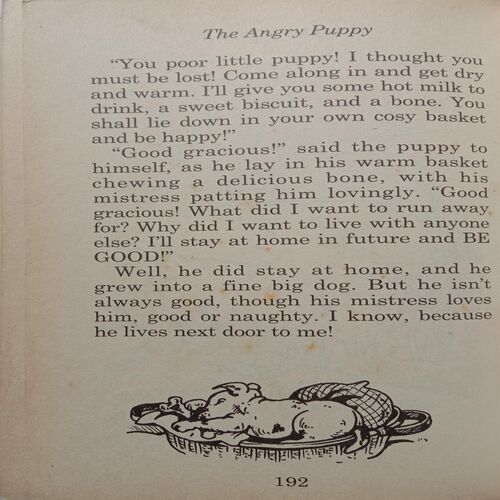 The Angry Puppy
"You poor little puppy! I thought you
must be lost! Come along in and get dry
and warm. I'll give you some hot milk to
drink, a sweet biscuit, and a bone. You
shall lie down in your own cosy basket
and be happy!"
"Good gracious!" said the puppy to
himself, as he lay in his warm basket
chewing a delicious bone, with his
mistress patting him lovingly. "Good
gracious! What did I want to run away
for? Why did I want to live with anyone
else? I'll stay at home in future and BE
GOOD!"
Well, he did stay at home, and he
grew into a fine big dog. But he isn't
always good, though his mistress loves
him, good or naughty. I know, because
he lives next door to me!
192